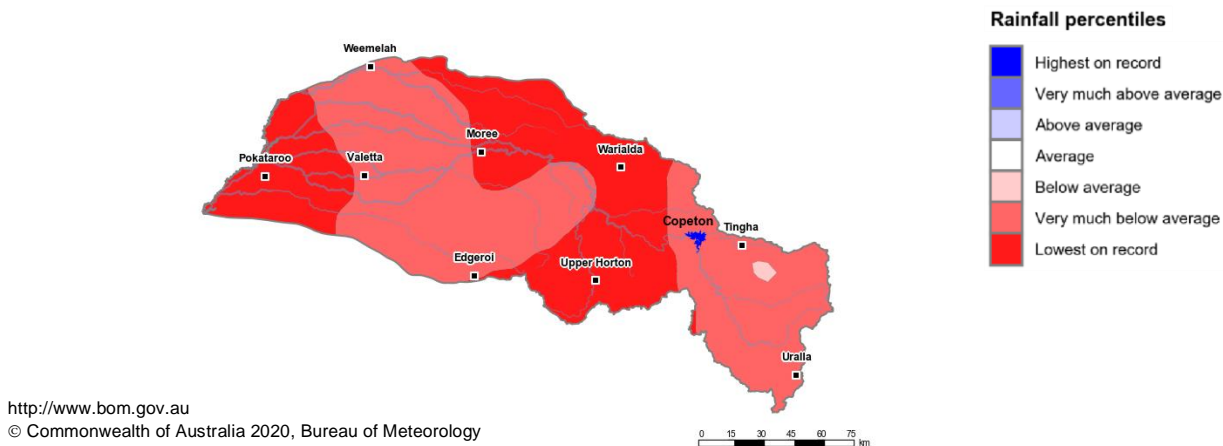 Rainfall percentiles
Highest on record
Very much above average
Above average
Average
Below average
Very much below average
Lowest on record
Weemelah
Moree
Warialda
Pokataroo
Valetta
Copeton
Tingha
Edgeroi
Upper Horton
Uralla
http://www.bom.gov.au
© Commonwealth of Australia 2020, Bureau of Meteorology
0 15 30 45 60 75
km